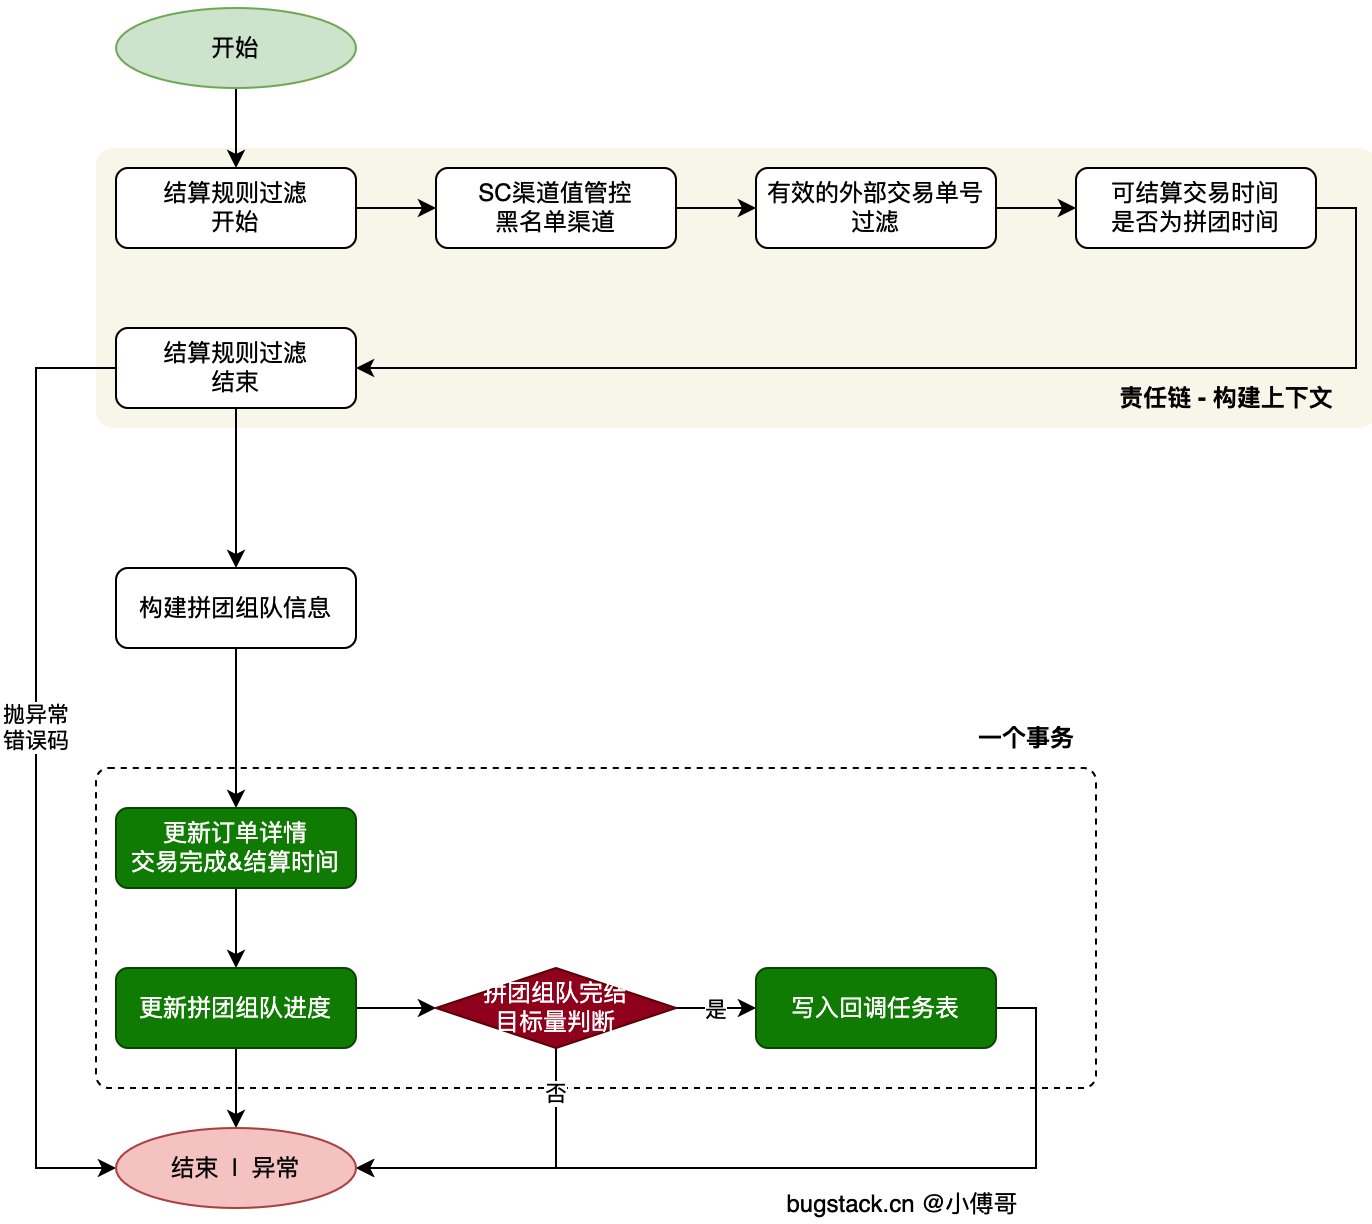 开始
结算规则过滤
开始
SC渠道值管控
黑名单渠道
有效的外部交易单号
过滤
可结算交易时间
是否为拼团时间
结算规则过滤
结束
责任链 - 构建上下文
构建拼团组队信息
抛异常
错误码
一个事务
更新订单详情
交易完成&结算时间
更新拼团组队进度
拼团组队完结
目标量判断
是
写入回调任务表
否
结束 | 异常
bugstack.cn @小傅哥